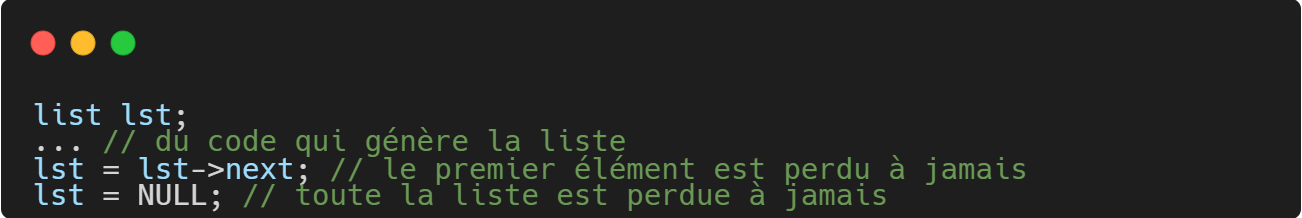 list lst;
... // du code qui génère la liste
lst = lst->next; // le premier élément est perdu à jamais
lst = NULL; // toute la liste est perdue à jamais